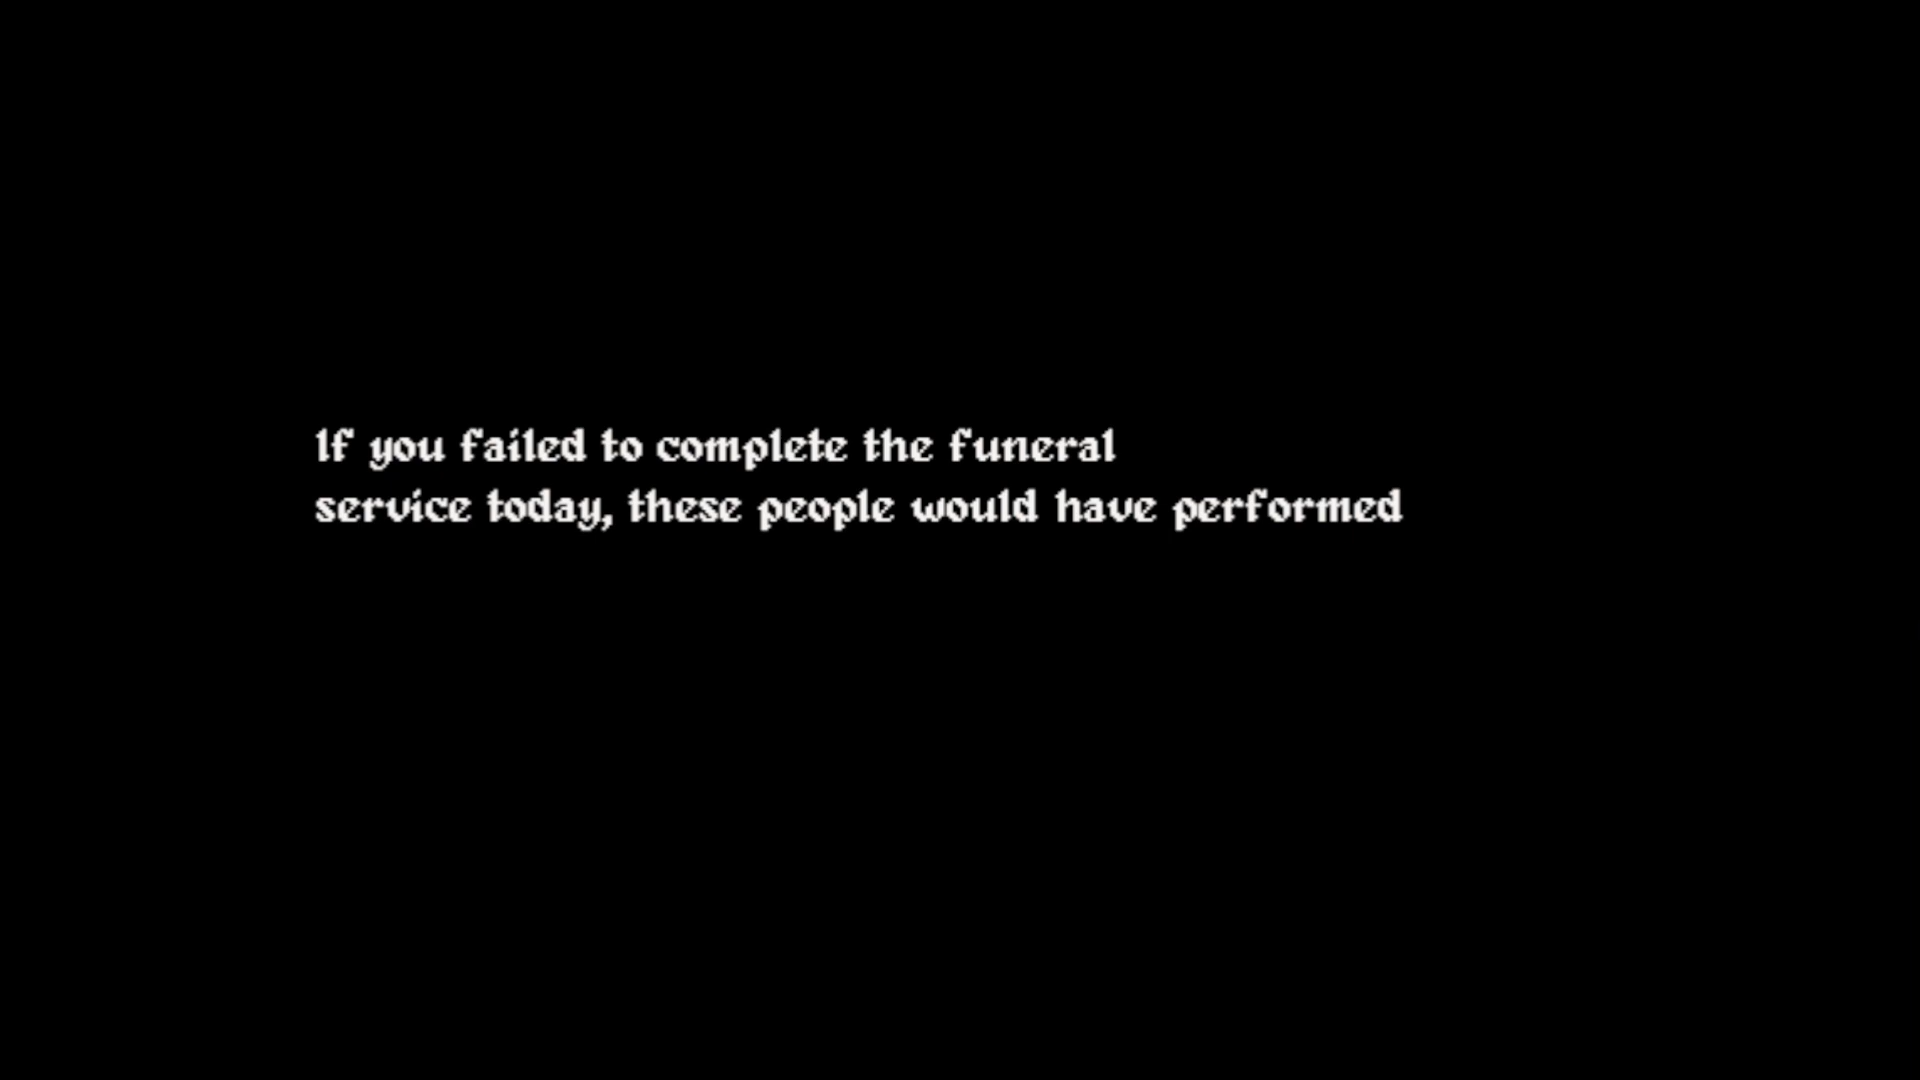 If you failed to complete the funeral
service today, these people would have performed